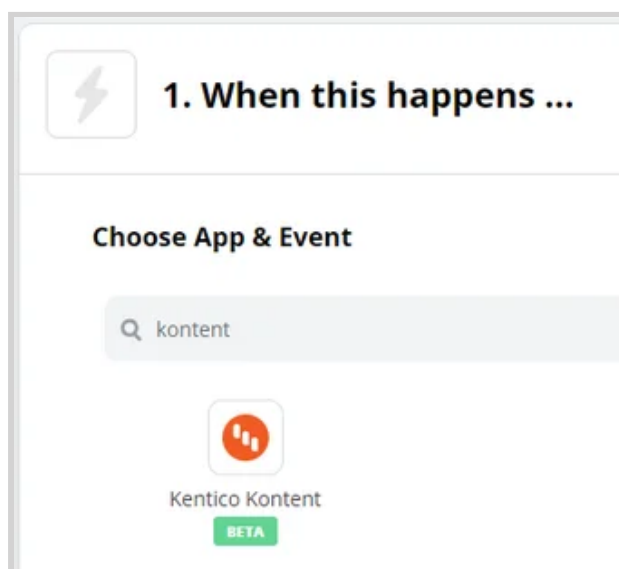 1. When this happens ...
Choose App & Event
kontent
Kentico Kontent
BETA